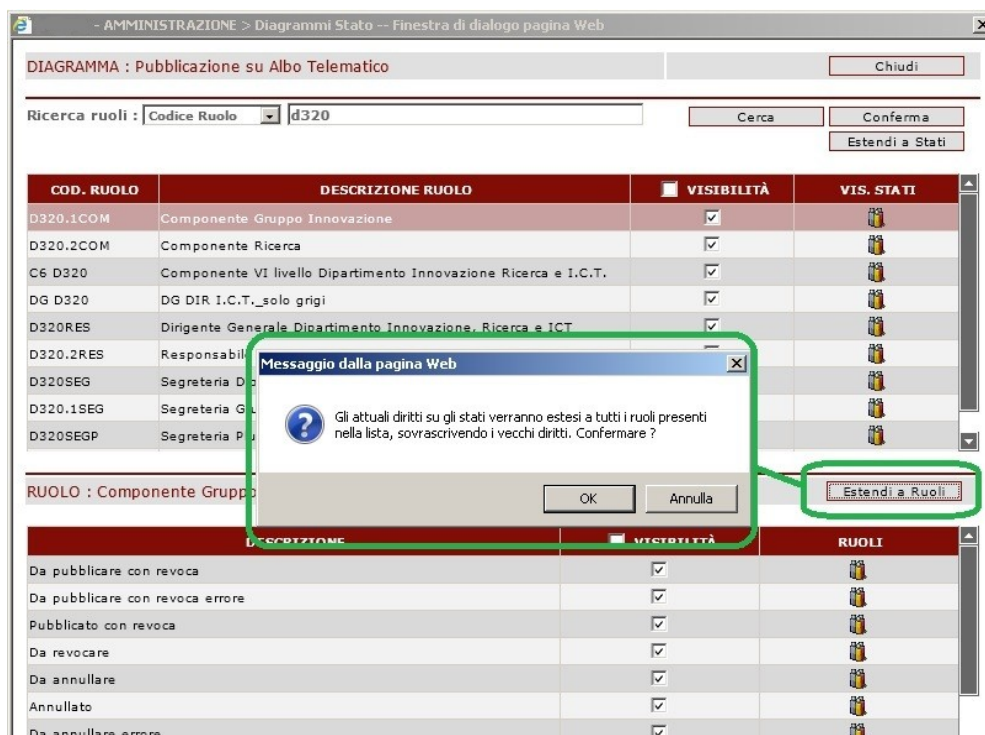 - AMMINISTRAZIONE > Diagrammi Stato -- Finestra di dialogo pagina Web
DIAGRAMMA : Pubblicazione su Albo Telematico
Chiudi
Ricerca ruoli : Codice Ruolo d320 Cerca Conferma
Estendi a Stati
COD. RUOLO DESCRIZIONE RUOLO VISIBILITÀ VIS. STATI
D320.1COM Componente Gruppo Innovazione
D320.2COM Componente Ricerca
C6 D320 Componente VI livello Dipartimento Innovazione Ricerca e I.C.T.
DG D320 DG DIR I.C.T._solo grigi
D320RES Dirigente Generale Dipartimento Innovazione, Ricerca e ICT
D320.2RES Responsabil
D320SEG Segreteria
D320.1SEG Segreteria
D320SEGP Segreteria
Messaggio dalla pagina Web
Gli attuali diritti su gli stati verranno estesi a tutti i ruoli presenti
nella lista, sovrascrivendo i vecchi diritti. Confermare ?
OK Annulla
RUOLO : Componente Gruppo
Estendi a Ruoli
DESCRIZIONE VISIBILITÀ RUOLI
Da pubblicare con revoca
Da pubblicare con revoca errore
Pubblicato con revoca
Da revocare
Da annullare
Annullato
Da annullare errore